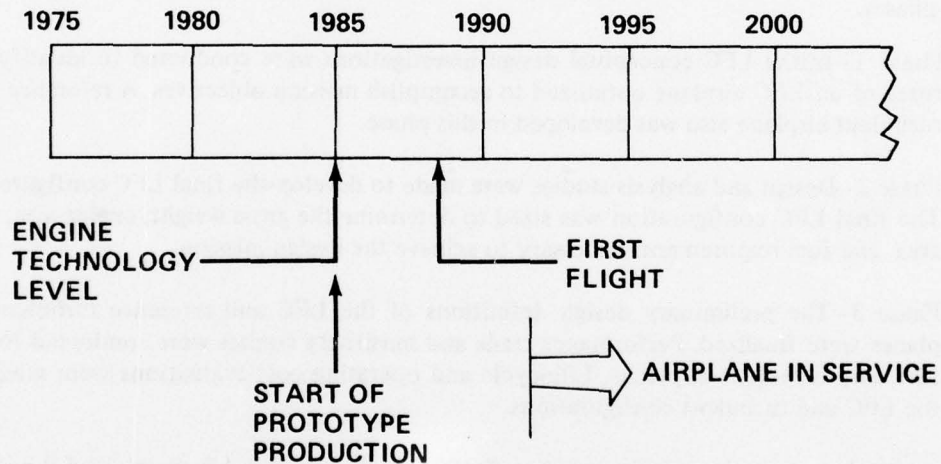 1975 1980 1985 1990 1995 2000
ENGINE
TECHNOLOGY
LEVEL
FIRST
FLIGHT
AIRPLANE IN SERVICE
START OF
PROTOTYPE
PRODUCTION